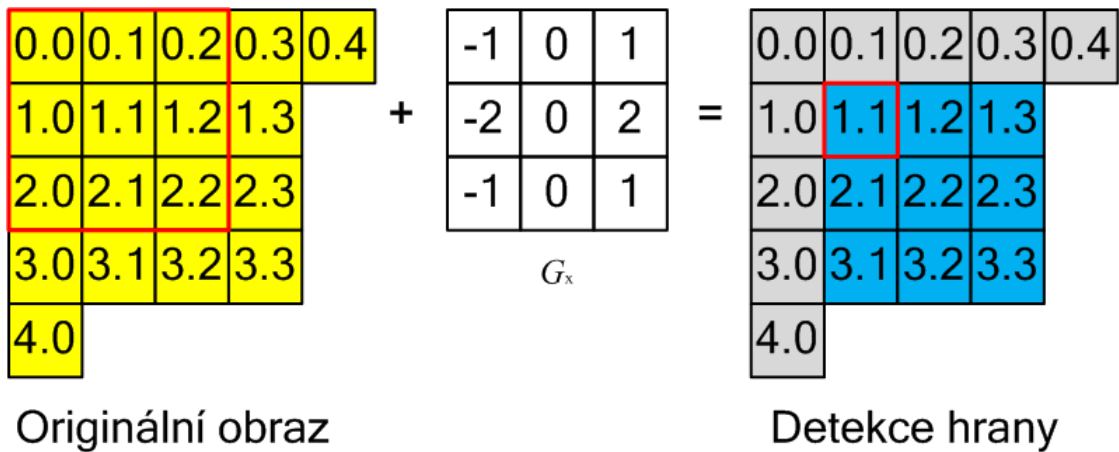 0.0 0.1 0.2 0.3 0.4 -1 0 1 0.0 0.1 0.2 0.3 0.4
1.0 1.1 1.2 1.3 + -2 0 2 = 1.0 1.1 1.2 1.3
2.0 2.1 2.2 2.3 -1 0 1 2.0 2.1 2.2 2.3
3.0 3.1 3.2 3.3 Gx 3.0 3.1 3.2 3.3
4.0 4.0
Originální obraz Detekce hrany